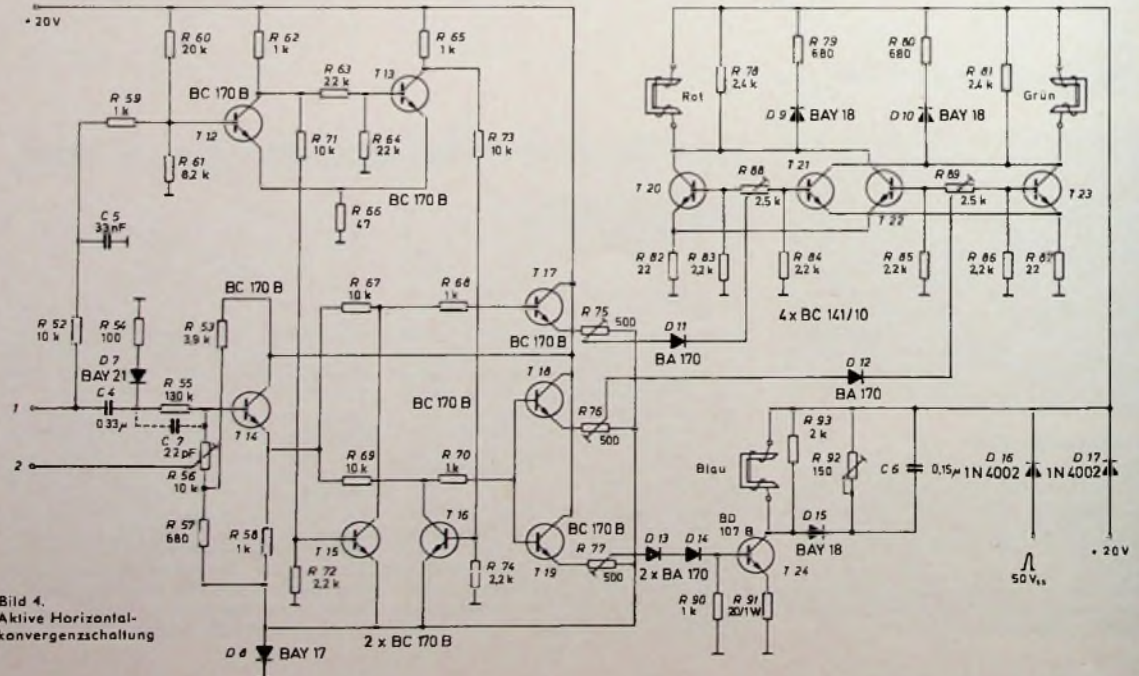 + 20V
R 60
20 k
R 62
1 k
R 65
1 k
R 63
22 k
T 13
R 59
1 k
BC 170 B
T 12
R 71
10 k
R 64
22 k
R 73
10 k
R 61
8,2 k
BC 170 B
R 66
47
C 5
33 nF
R 52
10 k
R 54
100
D 7
BAY 21
R 53
3,9 k
BC 170 B
C 4
0,33 µ
R 55
130 k
T 14
1
2
C 7
22 pF
R 56
10 k
R 57
680
R 58
1 k
R 67
10 k
R 68
1 k
T 17
R 75
500
BC 170 B
T 18
BC 170 B
R 76
500
R 69
10 k
R 70
1 k
T 15
T 16
BC 170 B
T 19
R 77
500
R 72
2,2 k
R 74
2,2 k
2 x BC 170 B
D 8
BAY 17
Bild 4.
Aktive Horizontal-
konvergenzschaltung
Rot
R 78
2,4 k
R 79
680
D 9
BAY 18
R 80
680
D 10
BAY 18
R 81
2,4 k
Grün
T 20
R 88
2,5 k
T 21
T 22
R 89
2,5 k
T 23
R 82
22
R 83
2,2 k
R 84
2,2 k
R 85
2,2 k
R 86
2,2 k
R 87
22
4 x BC 141/10
D 11
BA 170
D 12
BA 170
Blau
R 93
2 k
R 92
150
C 6
0,15 µ
D 16
1N 4002
D 17
1N 4002
D 13
D 14
2 x BA 170
BD
107 B
D 15
BAY 18
T 24
R 90
1 k
R 91
20/1W
50 Vss
+ 20V